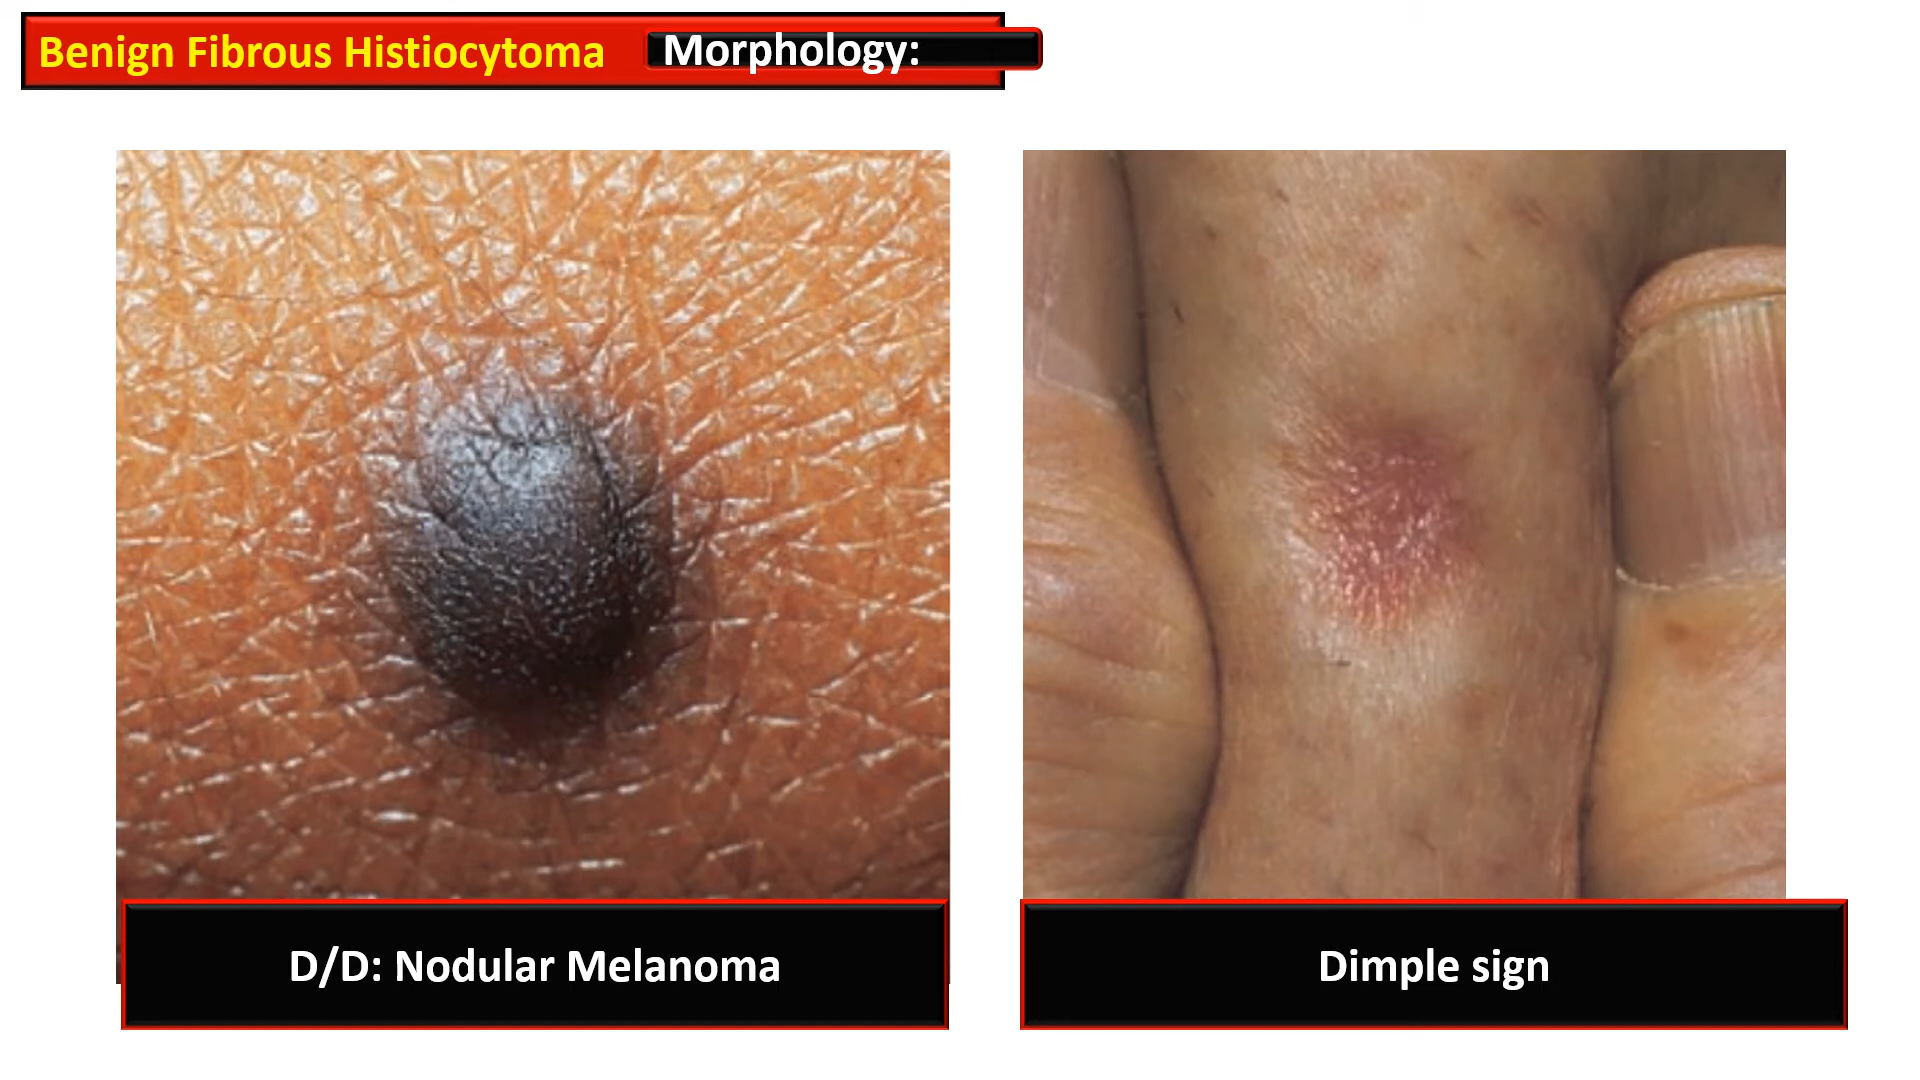 Benign Fibrous Histiocytoma
Morphology:
D/D: Nodular Melanoma
Dimple sign